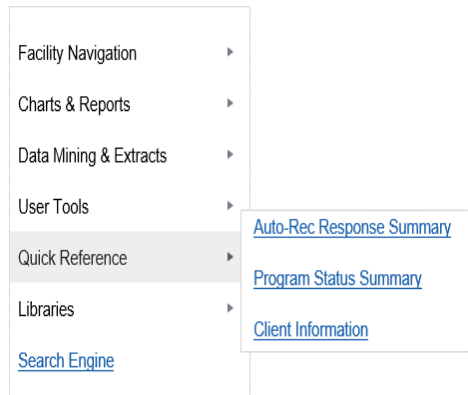 Facility Navigation
Charts & Reports
Data Mining & Extracts
User Tools
Quick Reference
Libraries
Search Engine
Auto-Rec Response Summary
Program Status Summary
Client Information